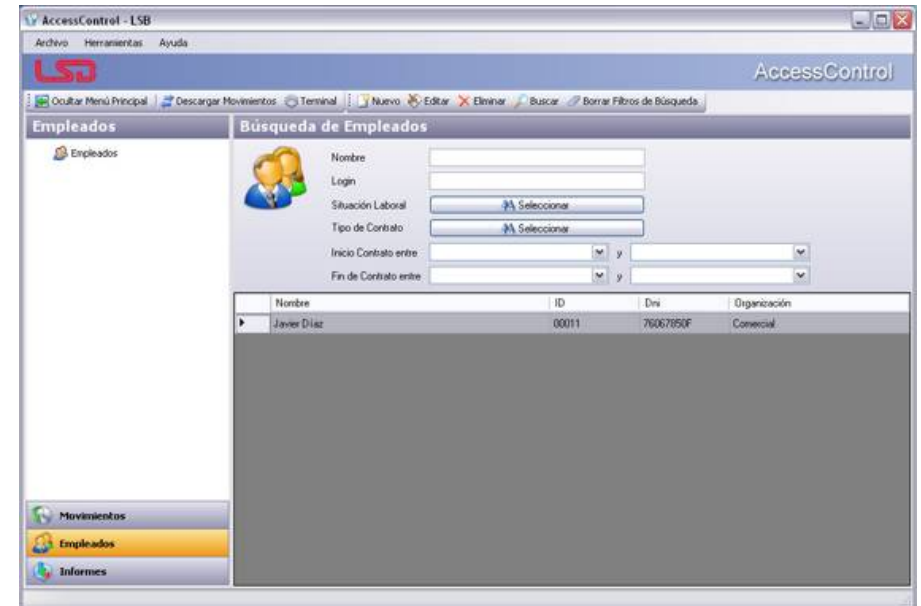 AccessControl - LSB
Archivo Herramientas Ayuda
LSB
AccessControl
Ocultar Menú Principal Descargar Movimientos Terminal Nuevo Editar Eliminar Buscar Borrar Filtros de Búsqueda
Empleados
Búsqueda de Empleados
Empleados
Nombre
Login
Situación Laboral Seleccionar
Tipo de Contrato Seleccionar
Inicio Contrato entre y
Fin de Contrato entre y
Nombre ID Dni Organización
Javier Díaz 00011 76067850F Comercial
Movimientos
Empleados
Informes